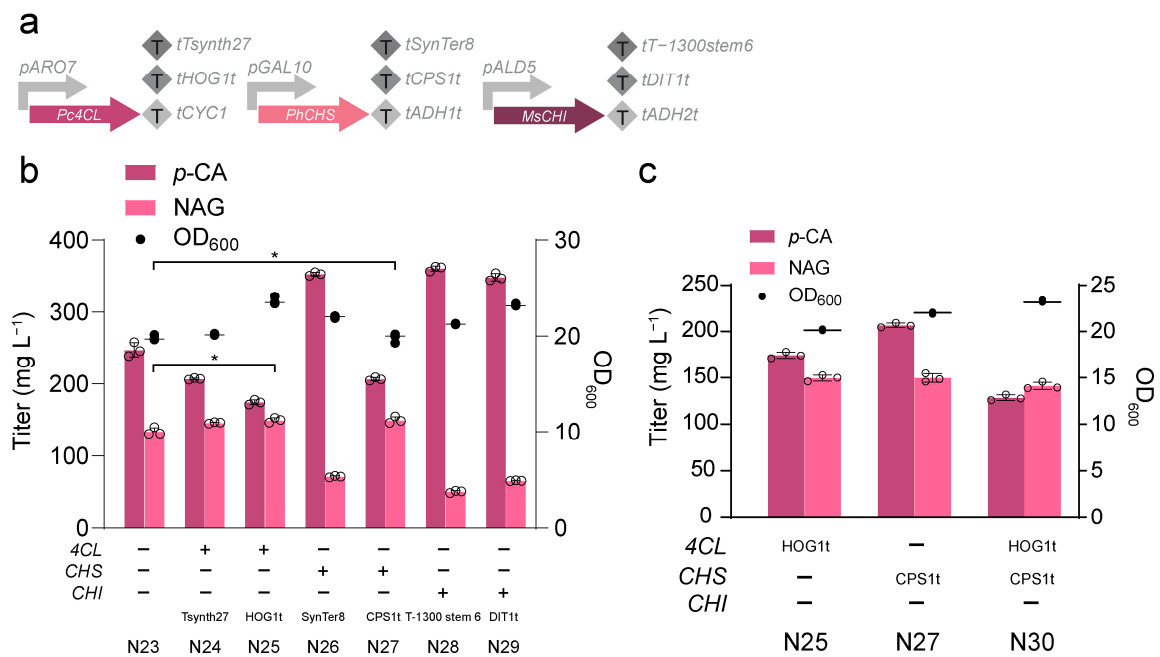 a
tTsynth27
tSynTer8
tT−1300stem6
pARO7
tHOG1t
pGAL10
tCPS1t
pALD5
tDIT1t
Pc4CL
tCYC1
PhCHS
tADH1t
MsCHI
tADH2t
T T T
T T T
T T T
b
p-CA
NAG
OD600
400
300
200
100
0
Titer (mg L−1)
30
20
10
0
OD600
*
*
4CL − + + − − − −
CHS − − − + + − −
CHI − − − − − + +
Tsynth27 HOG1t SynTer8 CPS1t T-1300 stem 6 DIT1t
N23 N24 N25 N26 N27 N28 N29
c
p-CA
NAG
OD600
250
200
150
100
50
0
Titer (mg L−1)
25
20
15
10
5
0
OD600
4CL HOG1t − HOG1t
CHS − CPS1t CPS1t
CHI − − −
N25 N27 N30